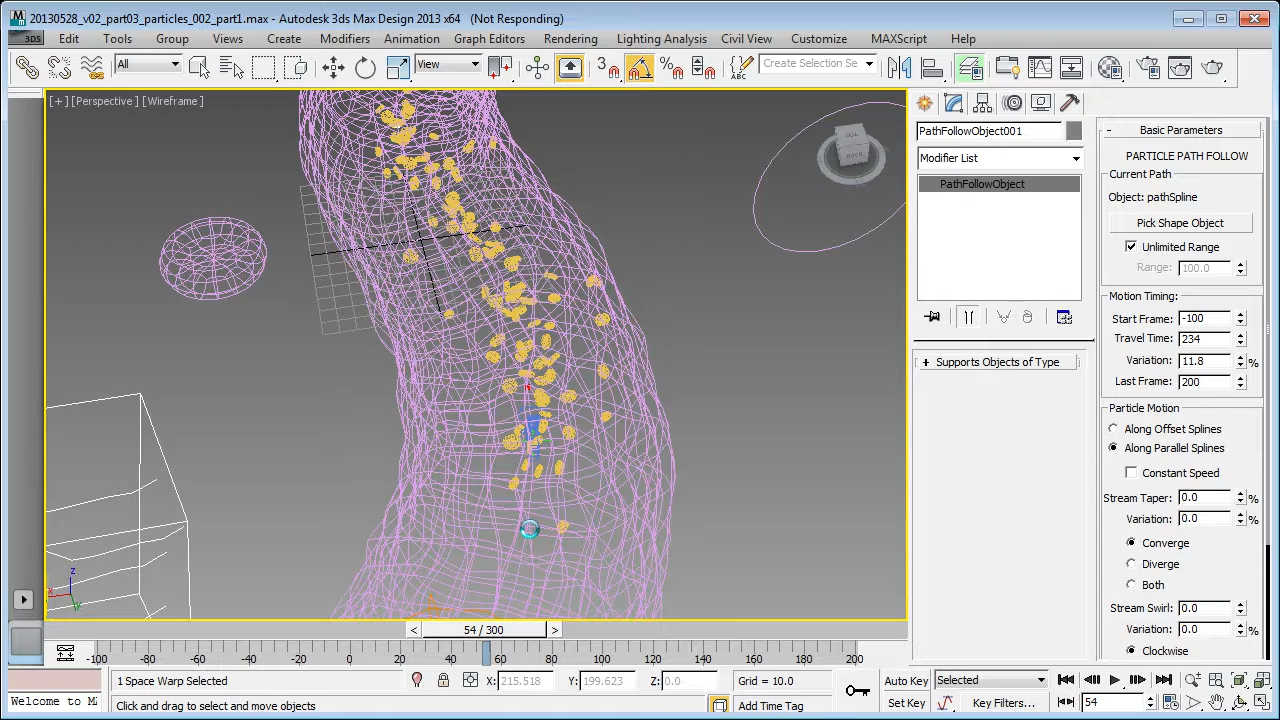 20130528_v02_part03_particles_002_part1.max - Autodesk 3ds Max Design 2013 x64   (Not Responding)
3DS Edit Tools Group Views Create Modifiers Animation Graph Editors Rendering Lighting Analysis Civil View Customize MAXScript Help
All View 3 % ABC Create Selection Se
[ + ] [Perspective ] [Wireframe ]
BACK
PathFollowObject001
Modifier List
PathFollowObject
+ Supports Objects of Type
- Basic Parameters
PARTICLE PATH FOLLOW
Current Path
Object: pathSpline
Pick Shape Object
Unlimited Range
Range: 100.0
Motion Timing:
Start Frame: -100
Travel Time: 234
Variation: 11.8 %
Last Frame: 200
Particle Motion
Along Offset Splines
Along Parallel Splines
Constant Speed
Stream Taper: 0.0 %
Variation: 0.0 %
Converge
Diverge
Both
Stream Swirl: 0.0
Variation: 0.0 %
Clockwise
z
x
y
< 54 / 300 >
-100 -80 -60 -40 -20 0 20 40 60 80 100 120 140 160 180 200
1 Space Warp Selected X: 215.518 Y: 199.623 Z: 0.0 Grid = 10.0 Auto Key Selected
Welcome to M Click and drag to select and move objects Add Time Tag Set Key Key Filters... 54